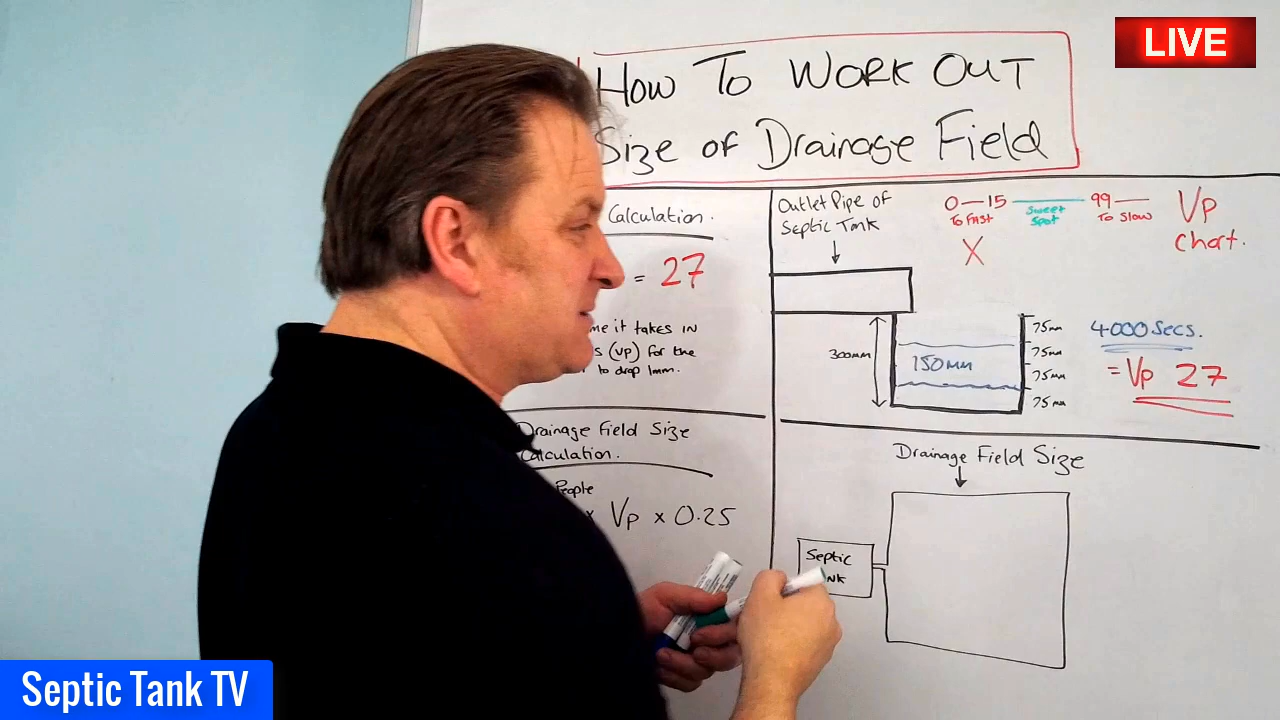 LIVE
HOW TO WORK OUT
Size of Drainage Field
Calculation.
= 27
me it takes IN
s (VP) for the
to drop 1mm.
Drainage Field Size
Calculation.
People
x Vp x 0.25
Outlet Pipe of
Septic Tank
0—15
99—
Vp
To FAST
Sweet
Spot
To Slow
X
chart.
300mm
150mm
75mm
75mm
75mm
75mm
4000 Secs.
= Vp 27
Drainage Field Size
Septic
Septic Tank TV